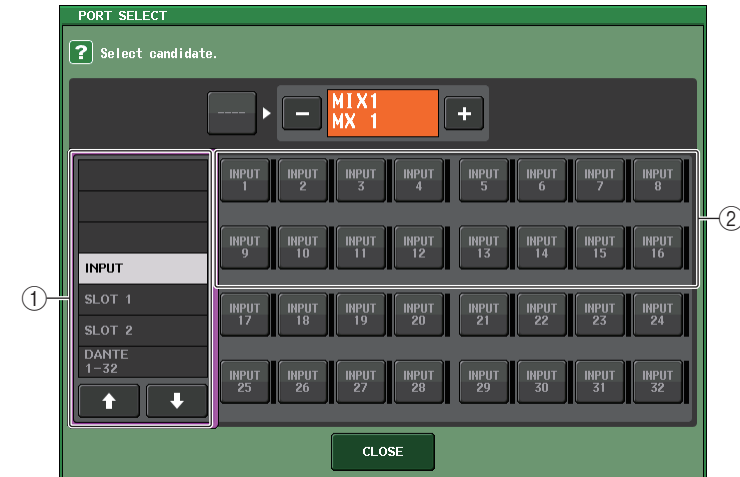 PORT SELECT
? Select candidate.
---- − MIX1 +
MX 1
INPUT
SLOT 1
SLOT 2
DANTE
1-32
INPUT 1 INPUT 2 INPUT 3 INPUT 4 INPUT 5 INPUT 6 INPUT 7 INPUT 8
INPUT 9 INPUT 10 INPUT 11 INPUT 12 INPUT 13 INPUT 14 INPUT 15 INPUT 16
INPUT 17 INPUT 18 INPUT 19 INPUT 20 INPUT 21 INPUT 22 INPUT 23 INPUT 24
INPUT 25 INPUT 26 INPUT 27 INPUT 28 INPUT 29 INPUT 30 INPUT 31 INPUT 32
CLOSE
1
2